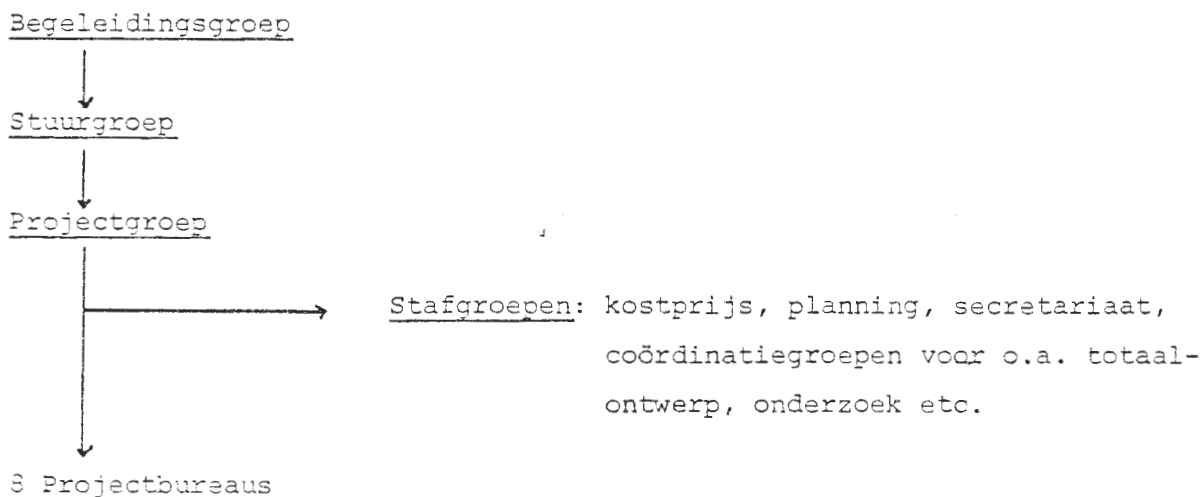 Begeleidingsgroep
Stuurgroep
Projectgroep
Stafgroepen: kostprijs, planning, secretariaat,
coördinatiegroepen voor o.a. totaal-
ontwerp, onderzoek etc.
8 Projectbureaus